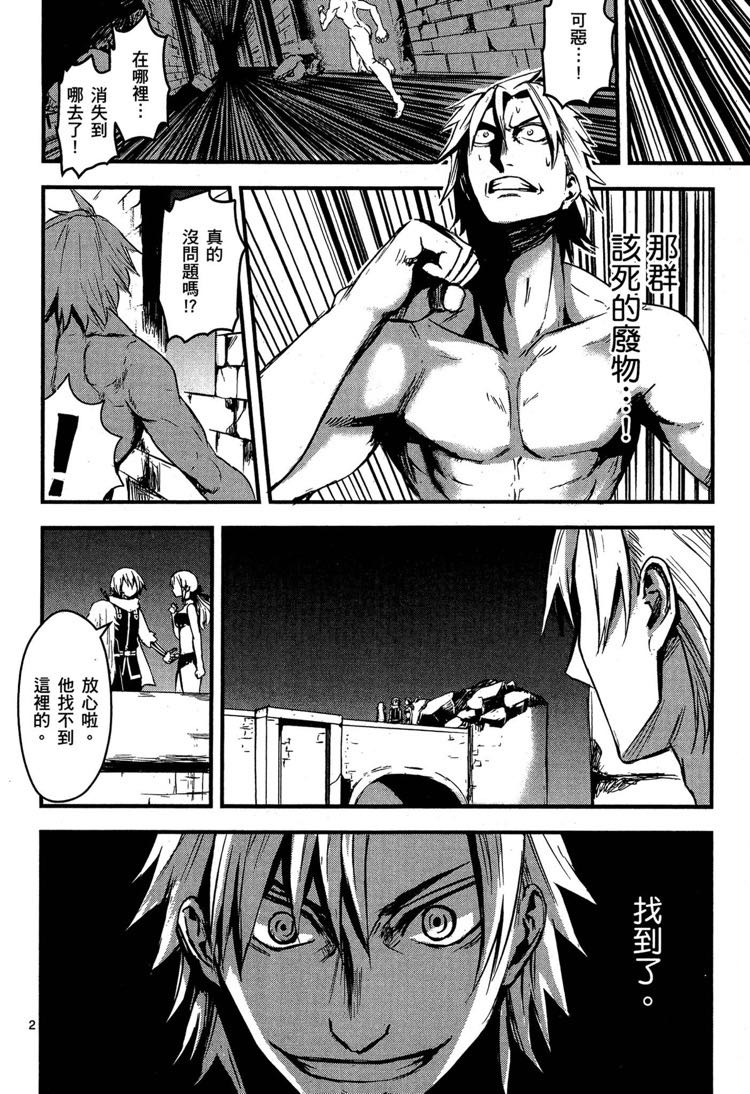 可惡…！
在哪裡…
消失到
哪去了！
那群
該死的廢物…！
真的
沒問題嗎!?
！
放心啦。
他找不到
這裡的。
找到了。
2